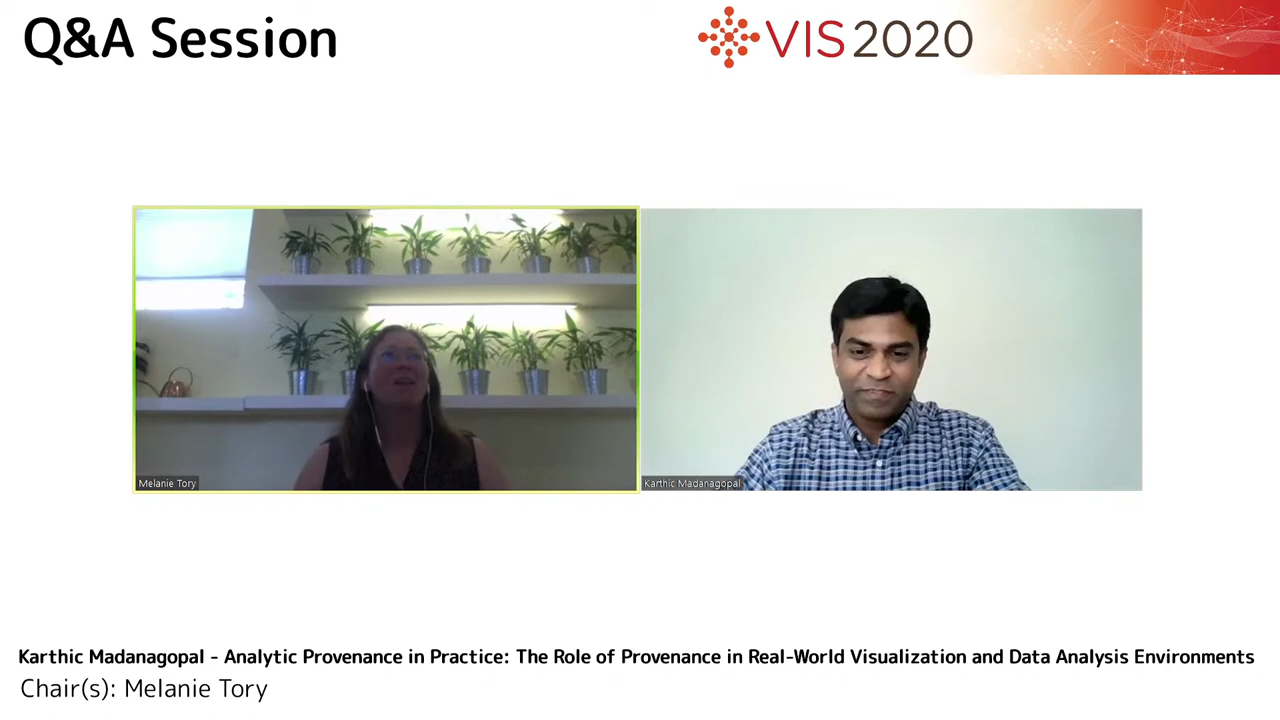 Q&A Session
VIS2020
Melanie Tory
Karthic Madanagopal
Karthic Madanagopal - Analytic Provenance in Practice: The Role of Provenance in Real-World Visualization and Data Analysis Environments
Chair(s): Melanie Tory